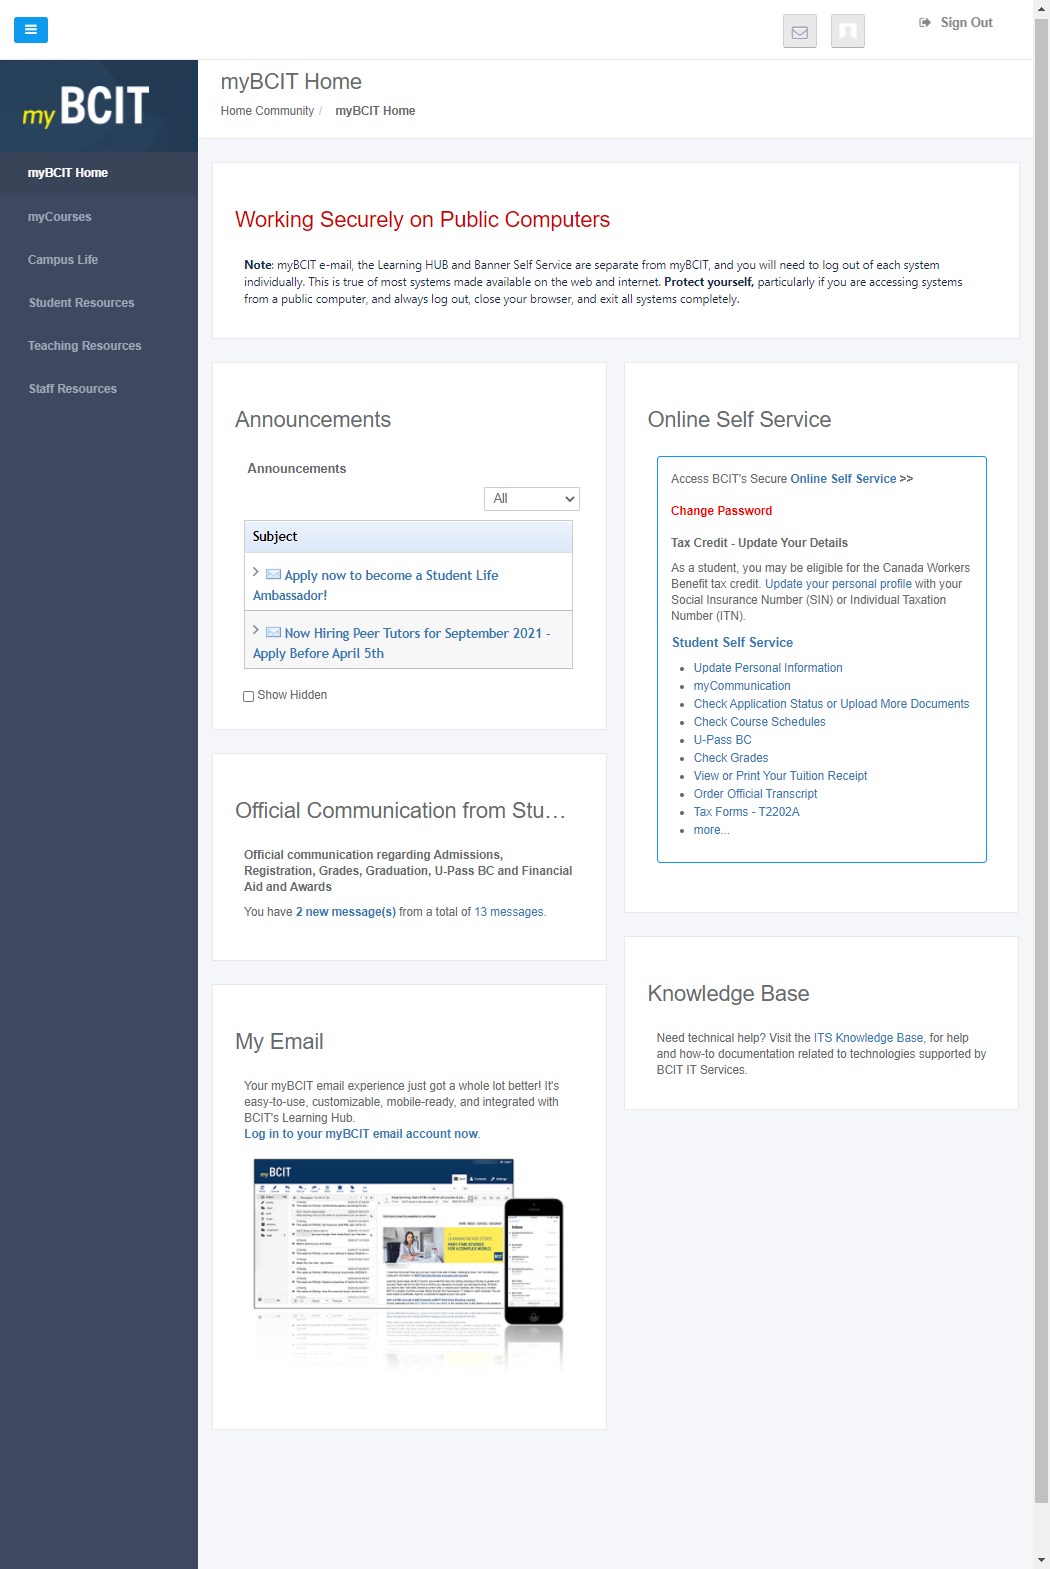 Sign Out
my BCIT
myBCIT Home
Home Community / myBCIT Home
myBCIT Home
myCourses
Campus Life
Student Resources
Teaching Resources
Staff Resources
Working Securely on Public Computers
Note: myBCIT e-mail, the Learning HUB and Banner Self Service are separate from myBCIT, and you will need to log out of each system
individually. This is true of most systems made available on the web and internet. Protect yourself, particularly if you are accessing systems
from a public computer, and always log out, close your browser, and exit all systems completely.
Announcements
Announcements
All
Subject
Apply now to become a Student Life
Ambassador!
Now Hiring Peer Tutors for September 2021 -
Apply Before April 5th
Show Hidden
Official Communication from Stu...
Official communication regarding Admissions,
Registration, Grades, Graduation, U-Pass BC and Financial
Aid and Awards
You have 2 new message(s) from a total of 13 messages.
My Email
Your myBCIT email experience just got a whole lot better! It's
easy-to-use, customizable, mobile-ready, and integrated with
BCIT's Learning Hub.
Log in to your myBCIT email account now.
my BCIT
Inbox
LEARNING NEVER STOPS.
PART-TIME STUDIES
FOR A COMPLEX WORLD.
BCIT
Online Self Service
Access BCIT's Secure Online Self Service >>
Change Password
Tax Credit - Update Your Details
As a student, you may be eligible for the Canada Workers
Benefit tax credit. Update your personal profile with your
Social Insurance Number (SIN) or Individual Taxation
Number (ITN).
Student Self Service
Update Personal Information
myCommunication
Check Application Status or Upload More Documents
Check Course Schedules
U-Pass BC
Check Grades
View or Print Your Tuition Receipt
Order Official Transcript
Tax Forms - T2202A
more...
Knowledge Base
Need technical help? Visit the ITS Knowledge Base, for help
and how-to documentation related to technologies supported by
BCIT IT Services.